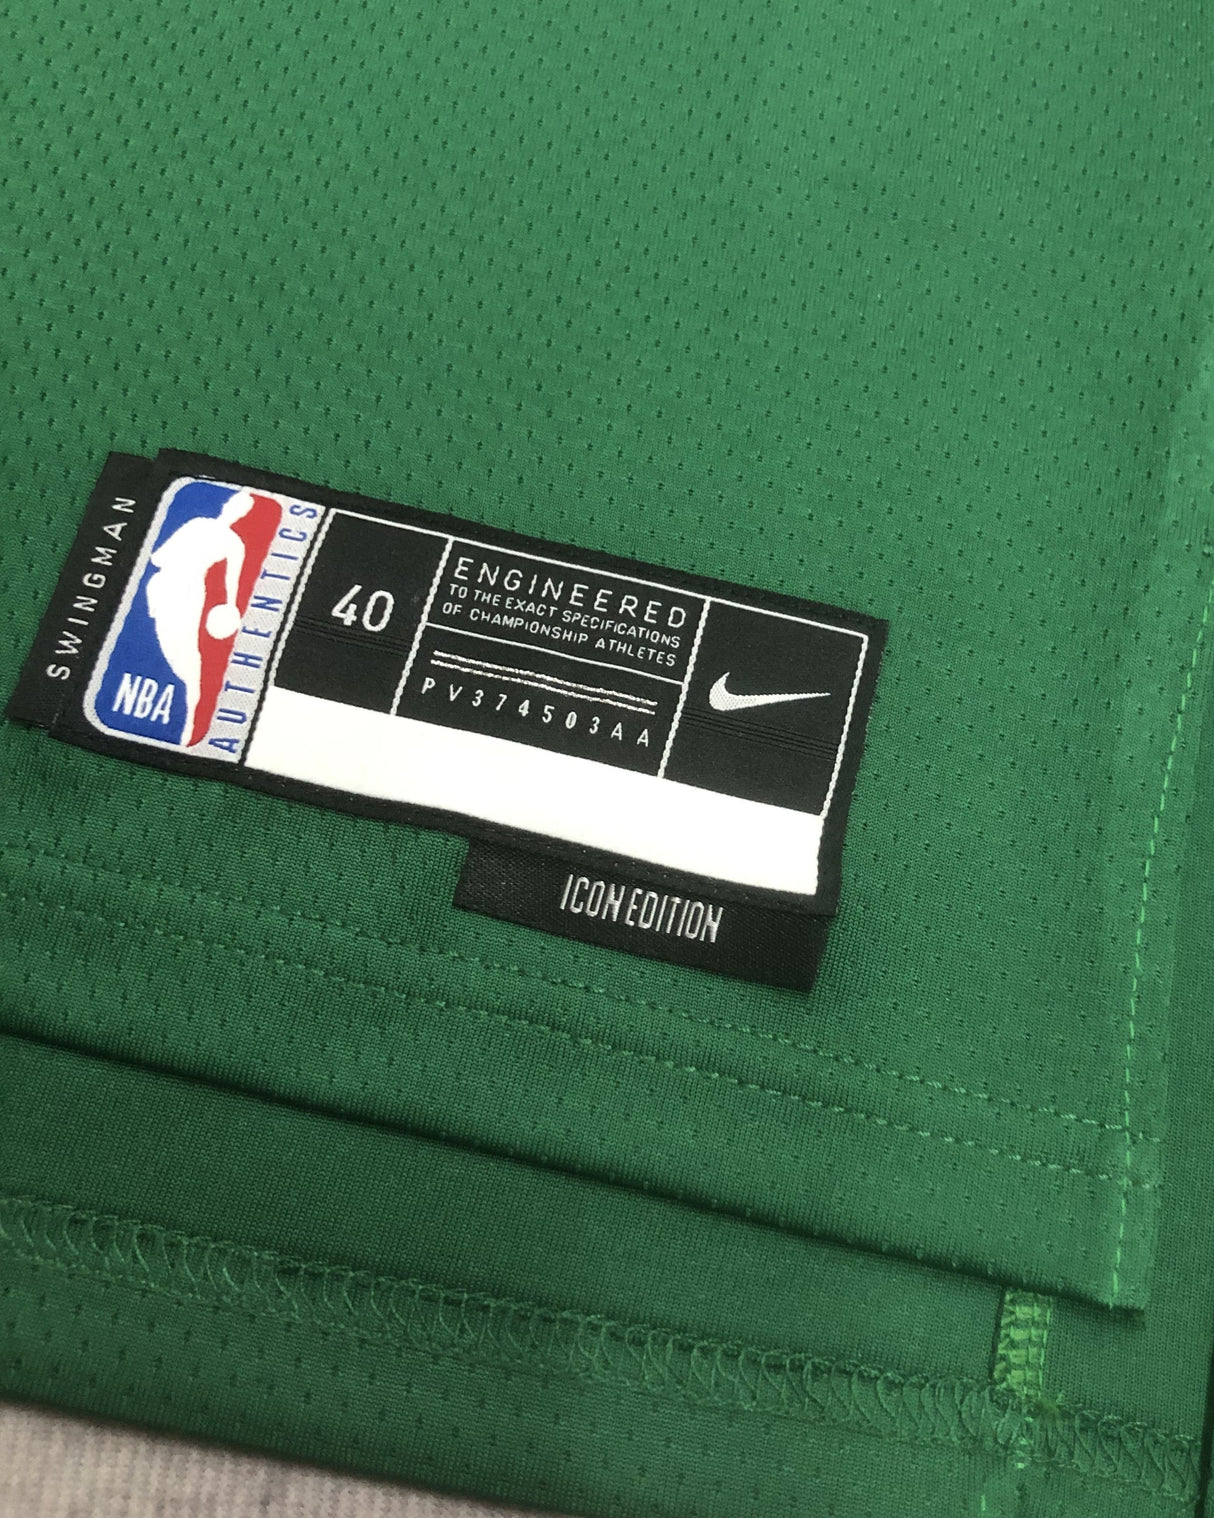 SWINGMAN
NBA
AUTHENTICS
40
ENGINEERED
TO THE EXACT SPECIFICATIONS
OF CHAMPIONSHIP ATHLETES
PV374503AA
ICON EDITION